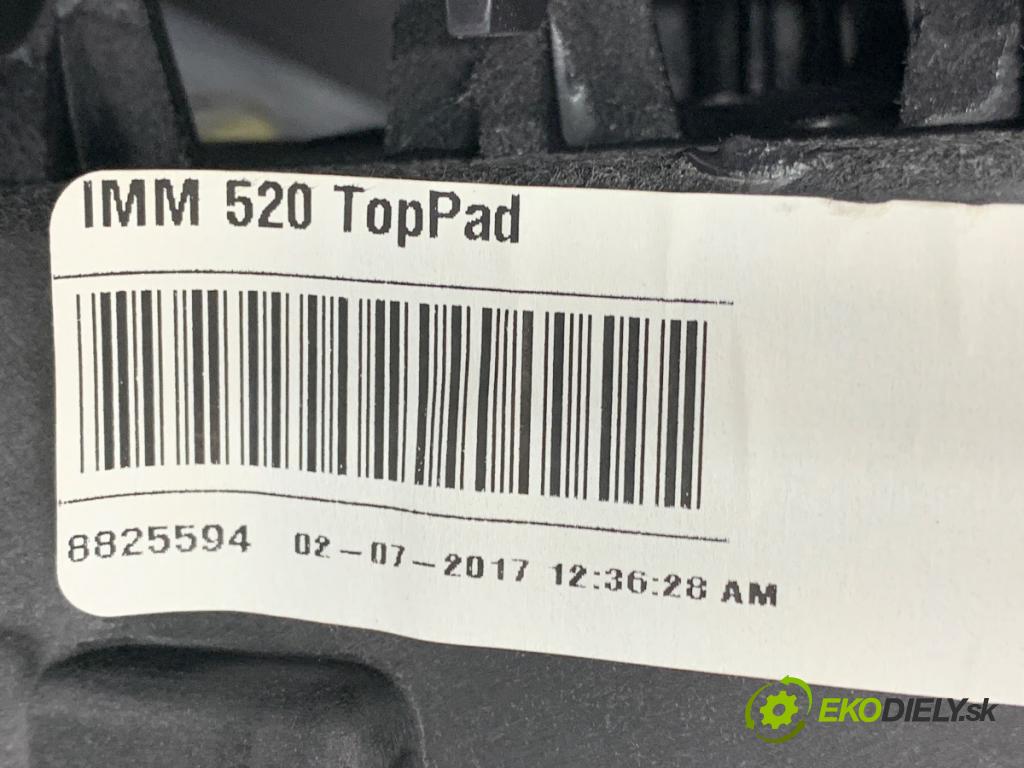 IMM 520 TopPad
8825594 02-07-2017 12:36:28 AM
EKODIELY.sk